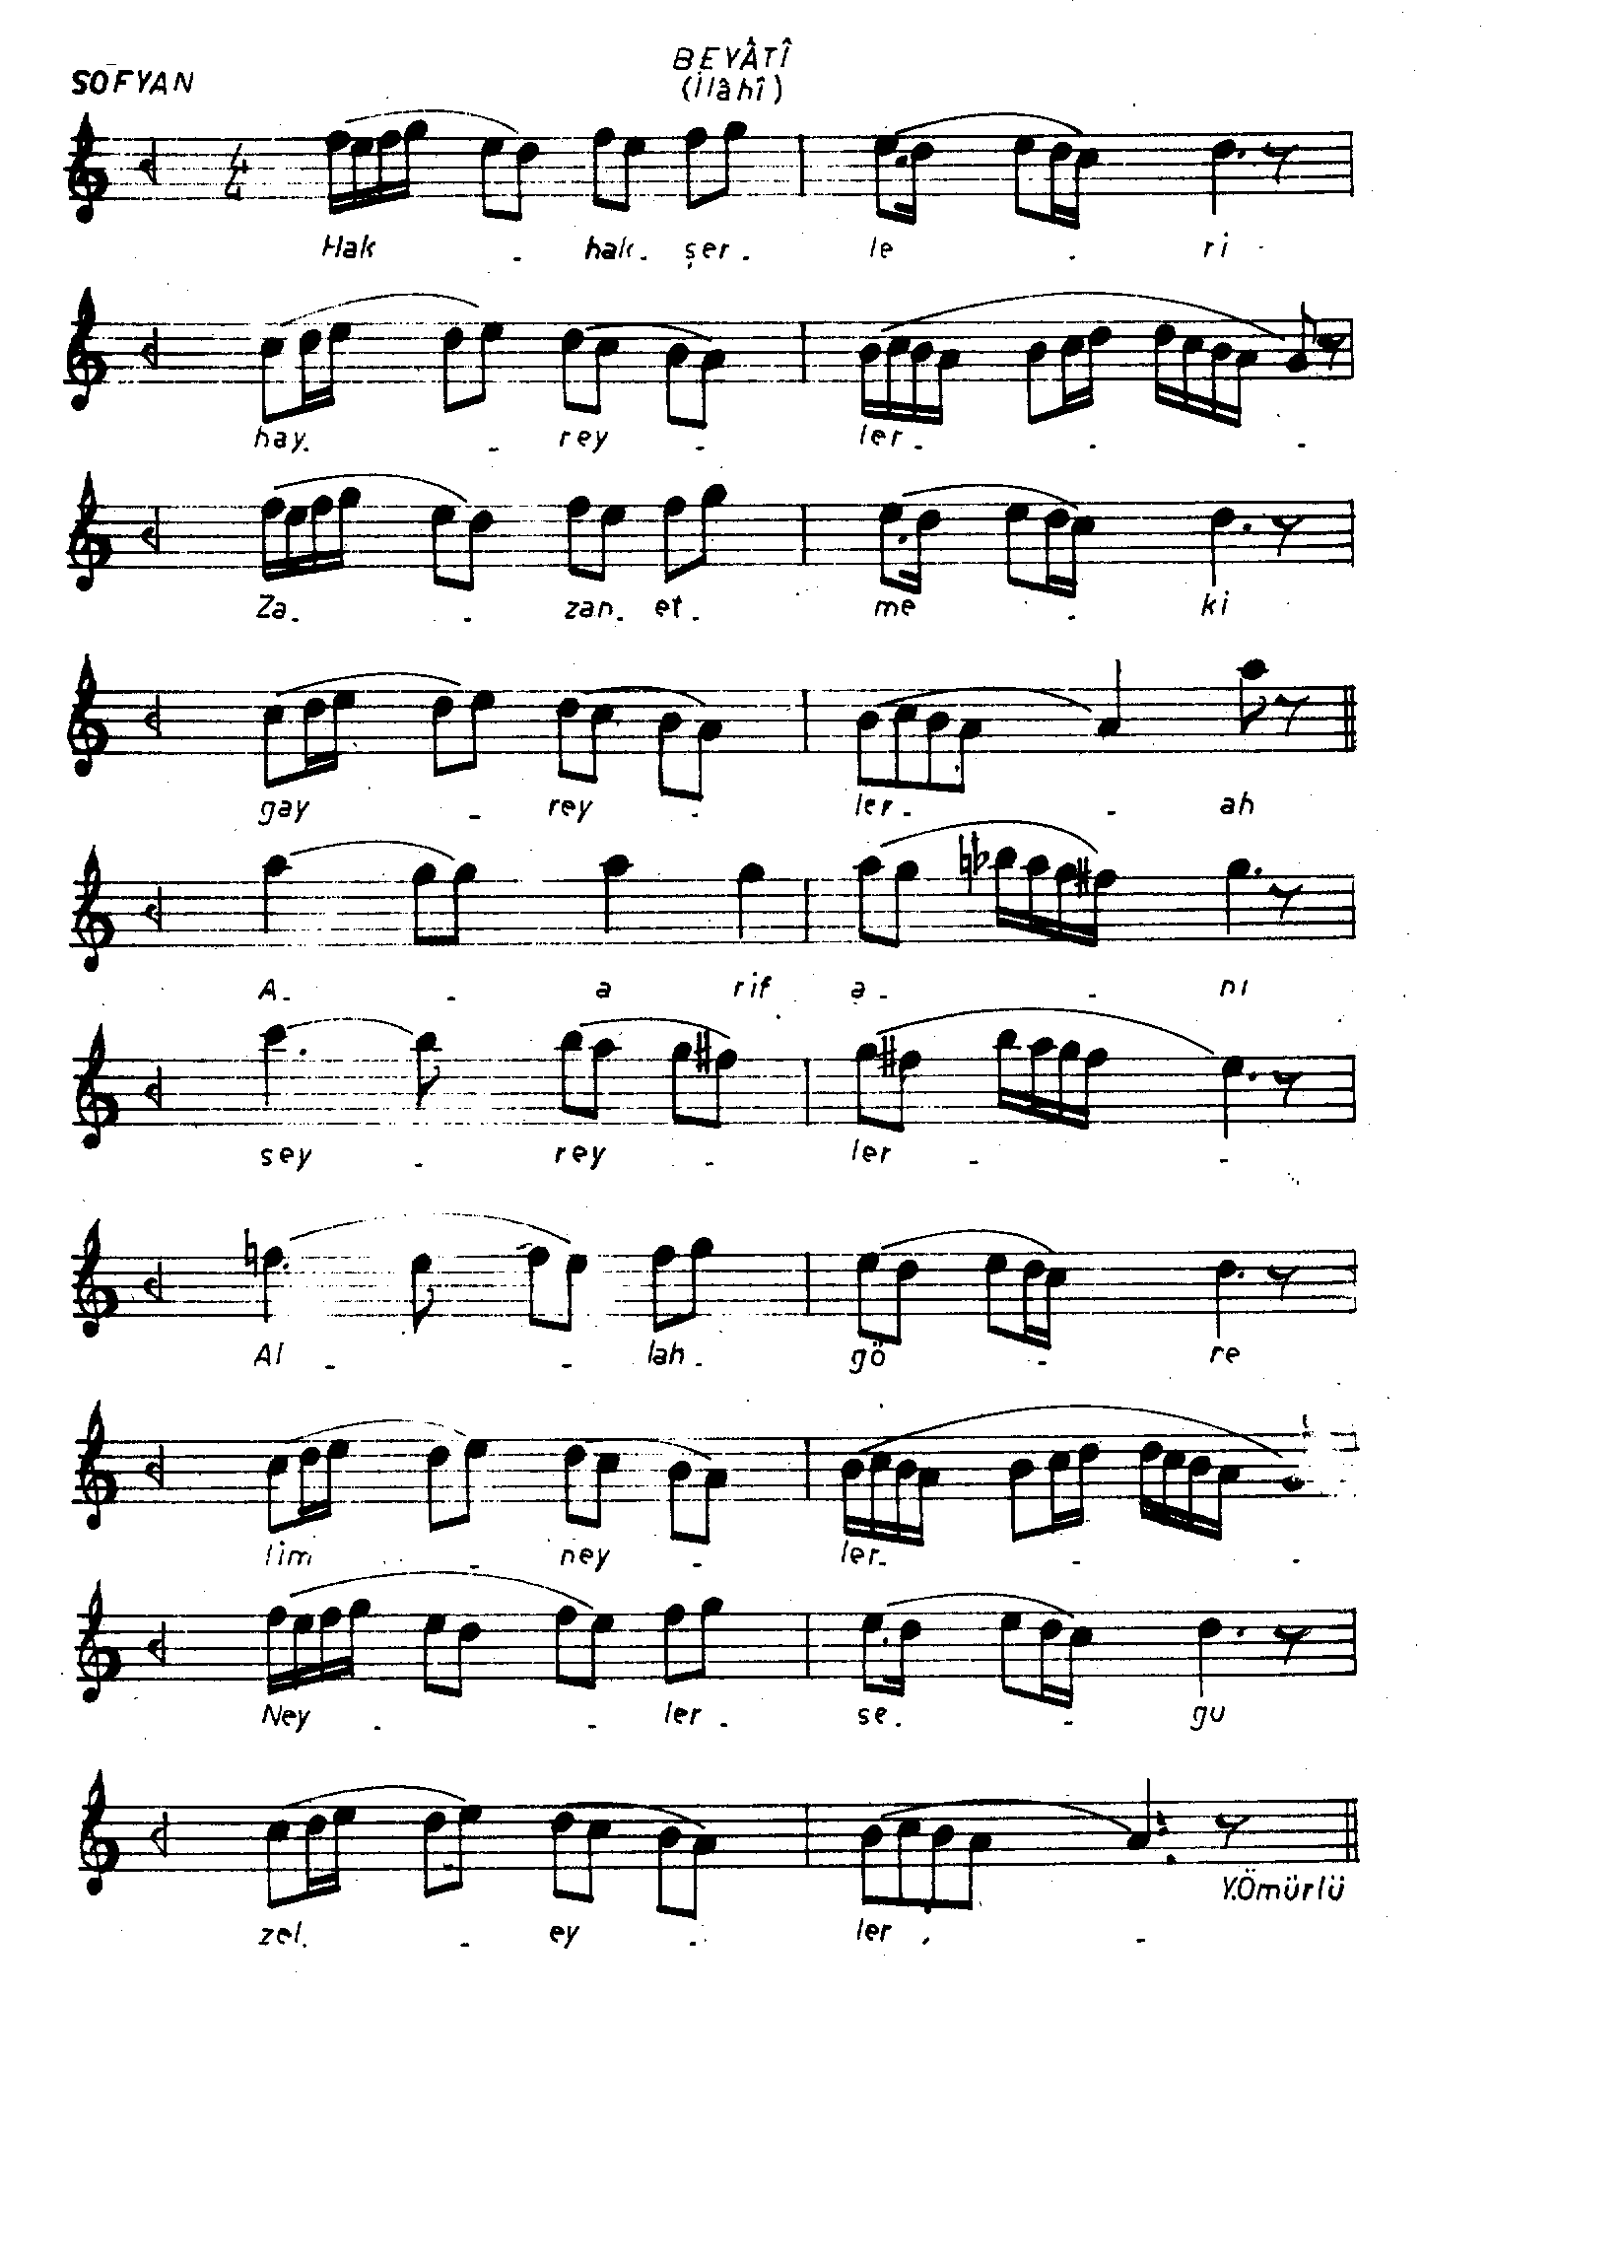 BEYÂTÎ
SOFYAN
(İlâhî)
4
4
Hak - hak- şer- le - ri -
hay- - rey - ler- - -
Za- - zan- et- me - ki
gay - rey - ler- - ah
A- - a rif a- - nı
sey - rey - ler - -
Al - - lah- gö - re
lim - ney - ler- - -
Ney - - ler- se- - gu
Y.Ömürlü
zel- - ey - ler - -